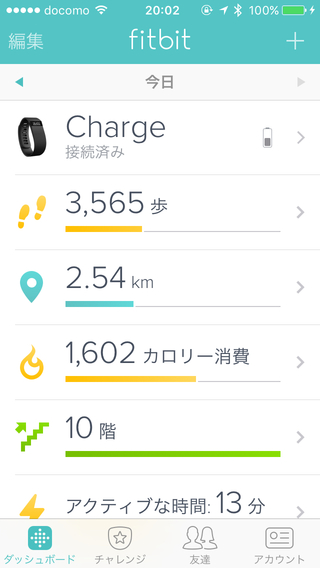 docomo 20:02 100%
編集 fitbit +
今日
Charge
接続済み
3,565 歩
2.54 km
1,602 カロリー消費
10 階
アクティブな時間: 13 分
ダッシュボード チャレンジ 友達 アカウント